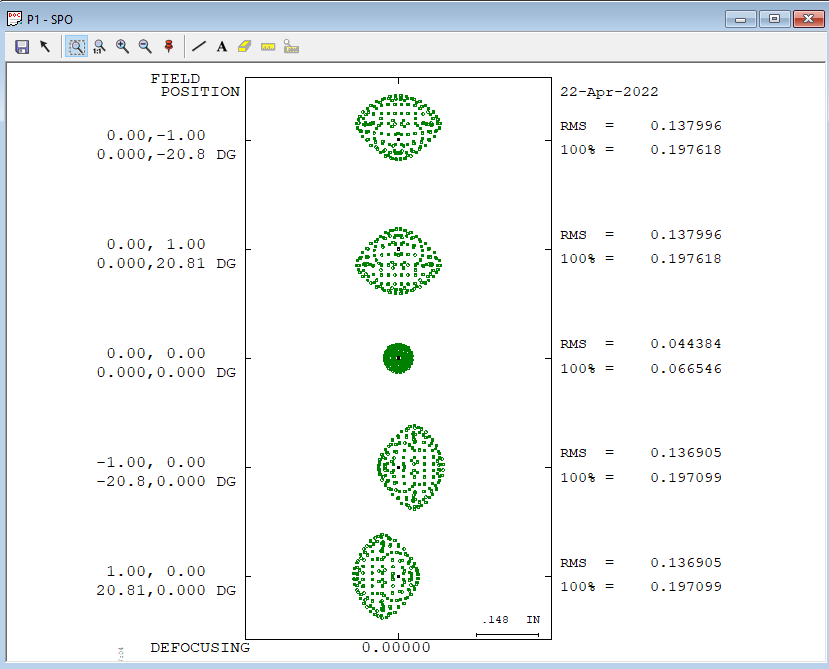 P1 - SPO
1:1
A
FIELD
POSITION
22-Apr-2022
0.00,-1.00
0.000,-20.8 DG
RMS = 0.137996
100% = 0.197618
0.00, 1.00
0.000,20.81 DG
RMS = 0.137996
100% = 0.197618
0.00, 0.00
0.000,0.000 DG
RMS = 0.044384
100% = 0.066546
-1.00, 0.00
-20.8,0.000 DG
RMS = 0.136905
100% = 0.197099
1.00, 0.00
20.81,0.000 DG
RMS = 0.136905
100% = 0.197099
.148 IN
DEFOCUSING 0.00000